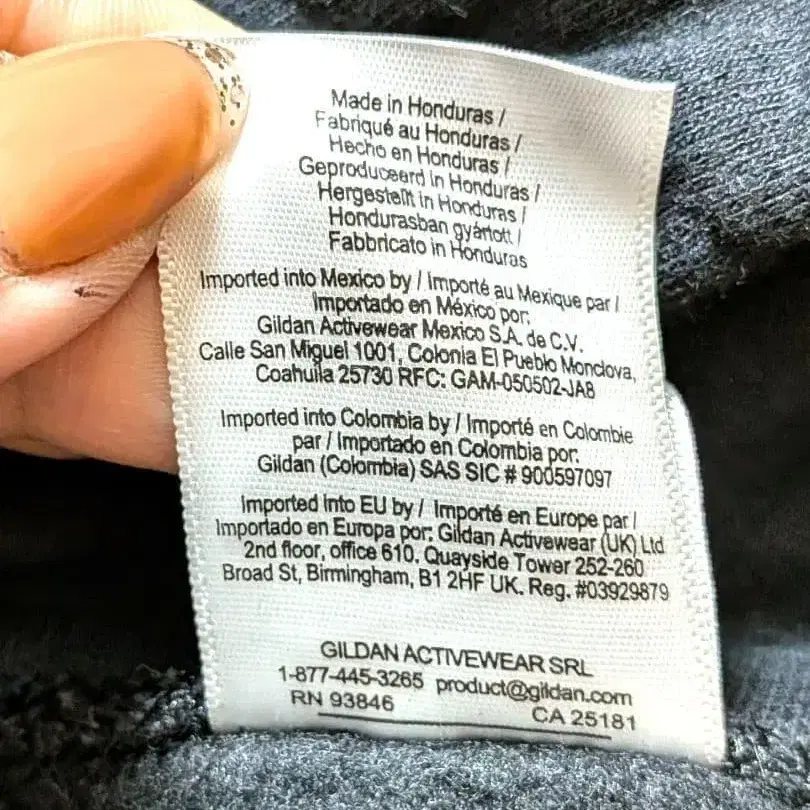 Made in Honduras /
Fabriqué au Honduras /
Hecho en Honduras /
Geproduceerd in Honduras /
Hergestellt in Honduras /
Hondurasban gyártott /
Fabbricato in Honduras
Imported into Mexico by / Importé au Mexique par /
Importado en México por:
Gildan Activewear Mexico S.A. de C.V.
Calle San Miguel 1001, Colonia El Pueblo Monclova,
Coahuila 25730 RFC: GAM-050502-JA8
Imported into Colombia by / Importé en Colombie
par / Importado en Colombia por:
Gildan (Colombia) SAS SIC # 900597097
Imported into EU by / Importé en Europe par /
Importado en Europa por: Gildan Activewear (UK) Ltd
2nd floor, office 610, Quayside Tower 252-260
Broad St, Birmingham, B1 2HF UK. Reg. #03929879
GILDAN ACTIVEWEAR SRL
1-877-445-3265 product@gildan.com
RN 93846 CA 25181